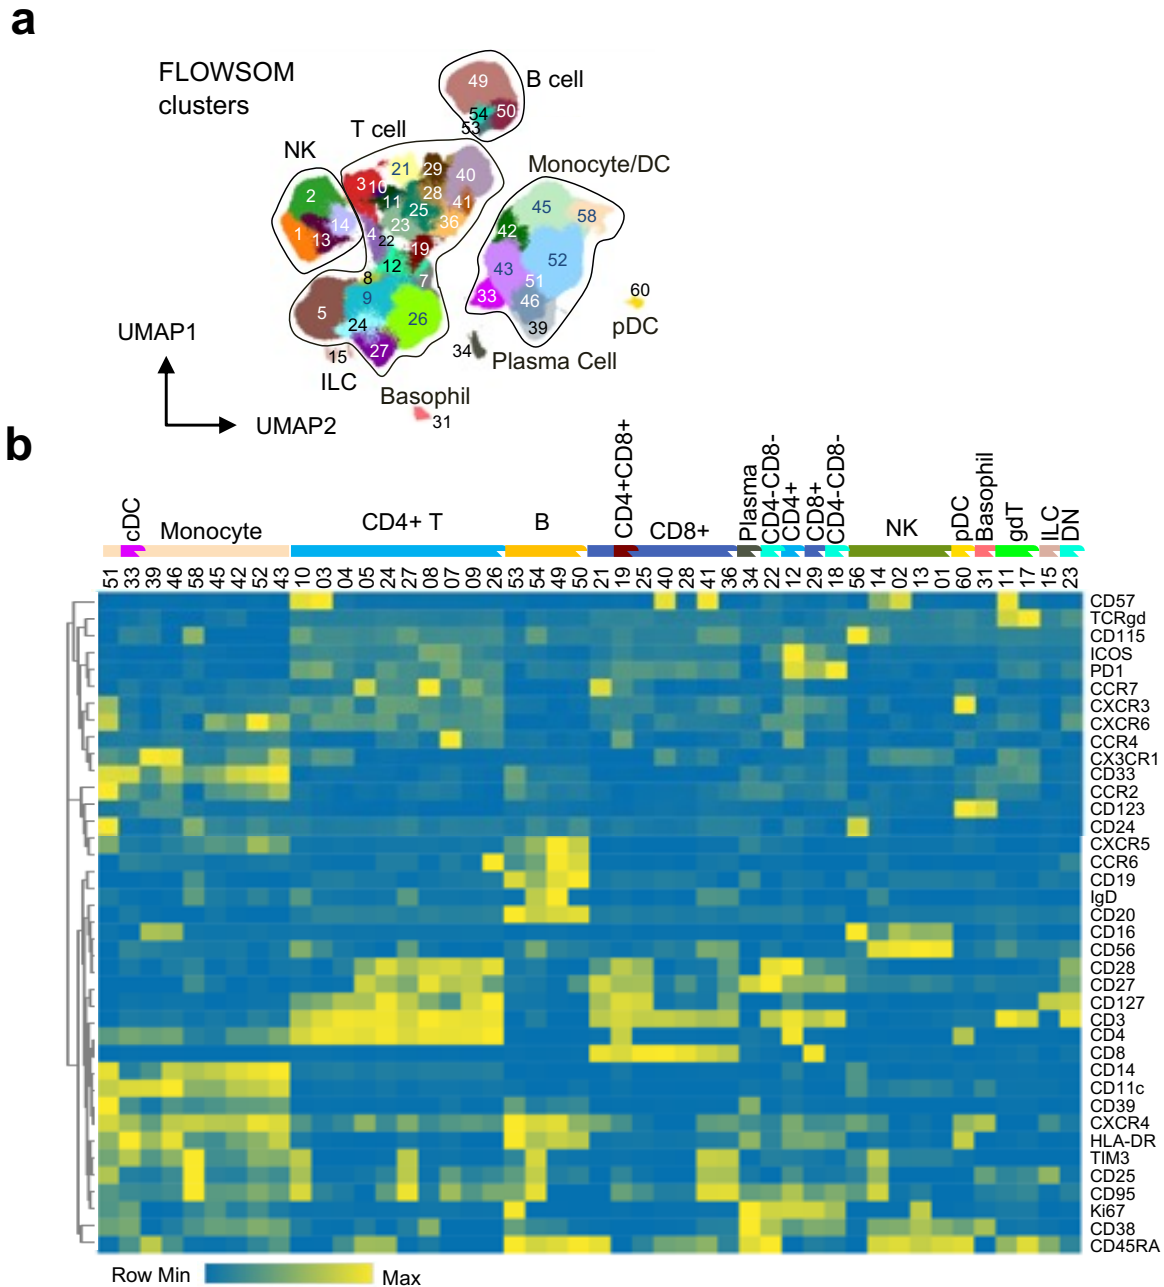 a
FLOWSOM
clusters
B cell
49
54
50
53
T cell
NK
Monocyte/DC
21
29
40
3
10
11
28
41
25
23
36
4
22
19
12
2
14
1
13
8
7
9
5
26
24
27
15
ILC
45
58
42
52
43
51
33
46
39
60
pDC
34
Plasma Cell
Basophil
31
UMAP1
UMAP2
b
cDC
Monocyte
CD4+ T
B
CD4+CD8+
CD8+
Plasma
CD4-CD8-
CD4+
CD8+
CD4-CD8-
NK
pDC
Basophil
gdT
ILC
DN
51 33 39 46 58 45 42 52 43 10 03 04 05 24 27 08 07 09 26 53 54 49 50 21 19 25 40 28 41 36 34 22 12 29 18 56 14 02 13 01 60 31 11 17 15 23
CD57
TCRgd
CD115
ICOS
PD1
CCR7
CXCR3
CXCR6
CCR4
CX3CR1
CD33
CCR2
CD123
CD24
CXCR5
CCR6
CD19
IgD
CD20
CD16
CD56
CD28
CD27
CD127
CD3
CD4
CD8
CD14
CD11c
CD39
CXCR4
HLA-DR
TIM3
CD25
CD95
Ki67
CD38
CD45RA
Row Min
Max